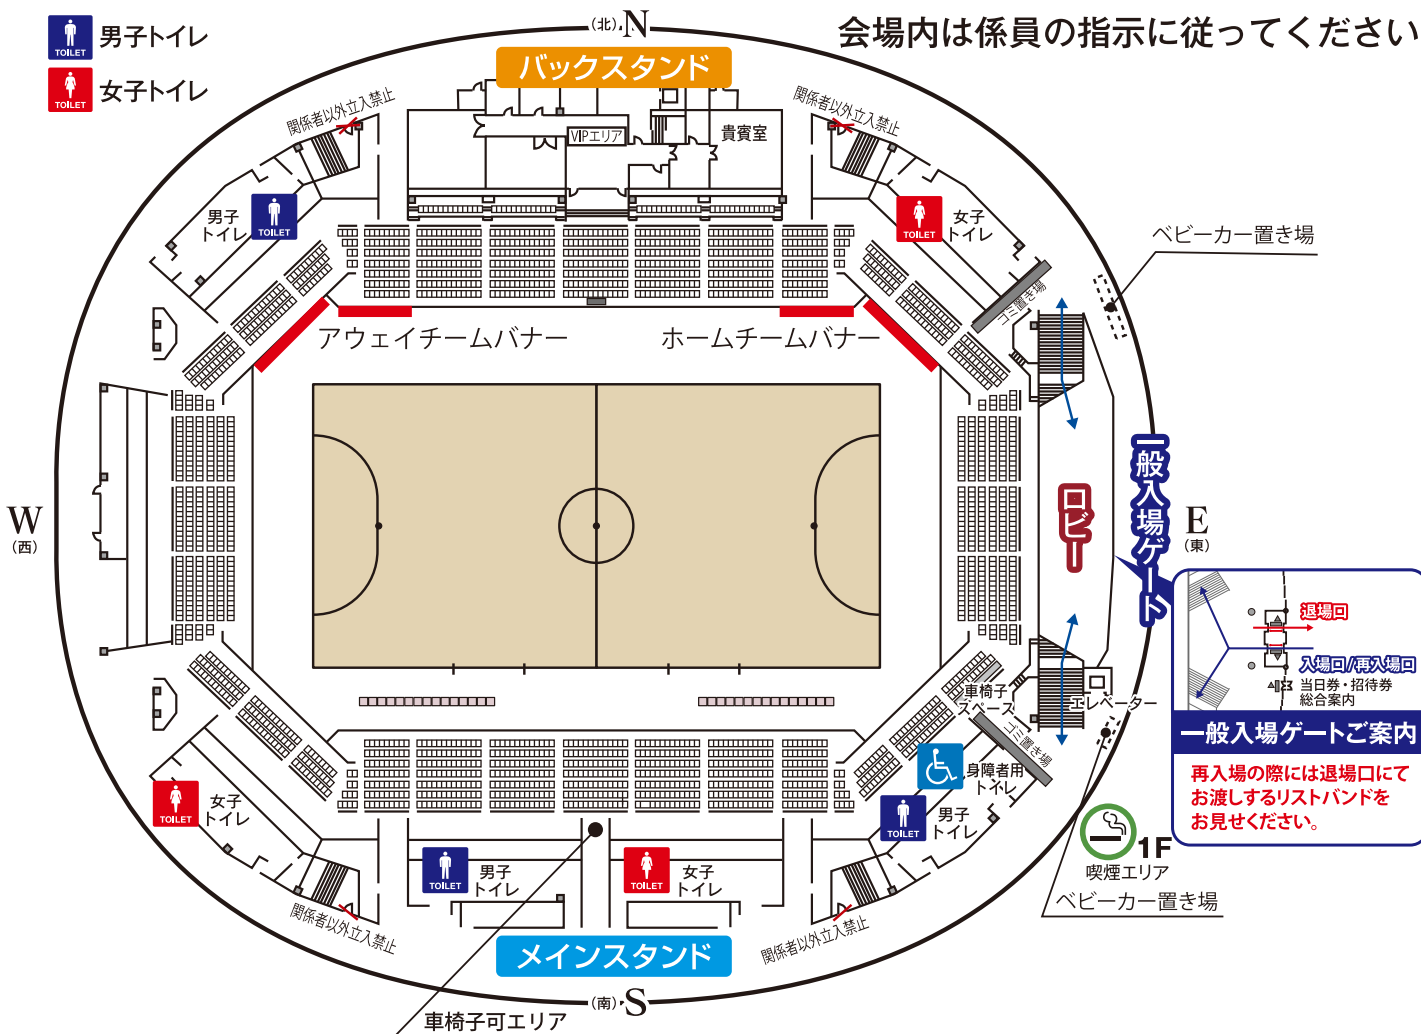 会場内は係員の指示に従ってください
TOILET
男子トイレ
TOILET
女子トイレ
(北)
N
バックスタンド
関係者以外立入禁止
関係者以外立入禁止
VIPエリア
貴賓室
男子
トイレ
TOILET
TOILET
女子
トイレ
ベビーカー置き場
ゴミ置き場
アウェイチームバナー
ホームチームバナー
W
(西)
ロビー
一般入場ゲート
E
(東)
退場口
入場口/再入場口
当日券・招待券
総合案内
一般入場ゲートご案内
再入場の際には退場口にて
お渡しするリストバンドを
お見せください。
車椅子
スペース
エレベーター
ゴミ置き場
身障者用
トイレ
TOILET
女子
トイレ
TOILET
男子
トイレ
TOILET
男子
トイレ
TOILET
女子
トイレ
1F
喫煙エリア
ベビーカー置き場
関係者以外立入禁止
関係者以外立入禁止
メインスタンド
(南)
S
車椅子可エリア